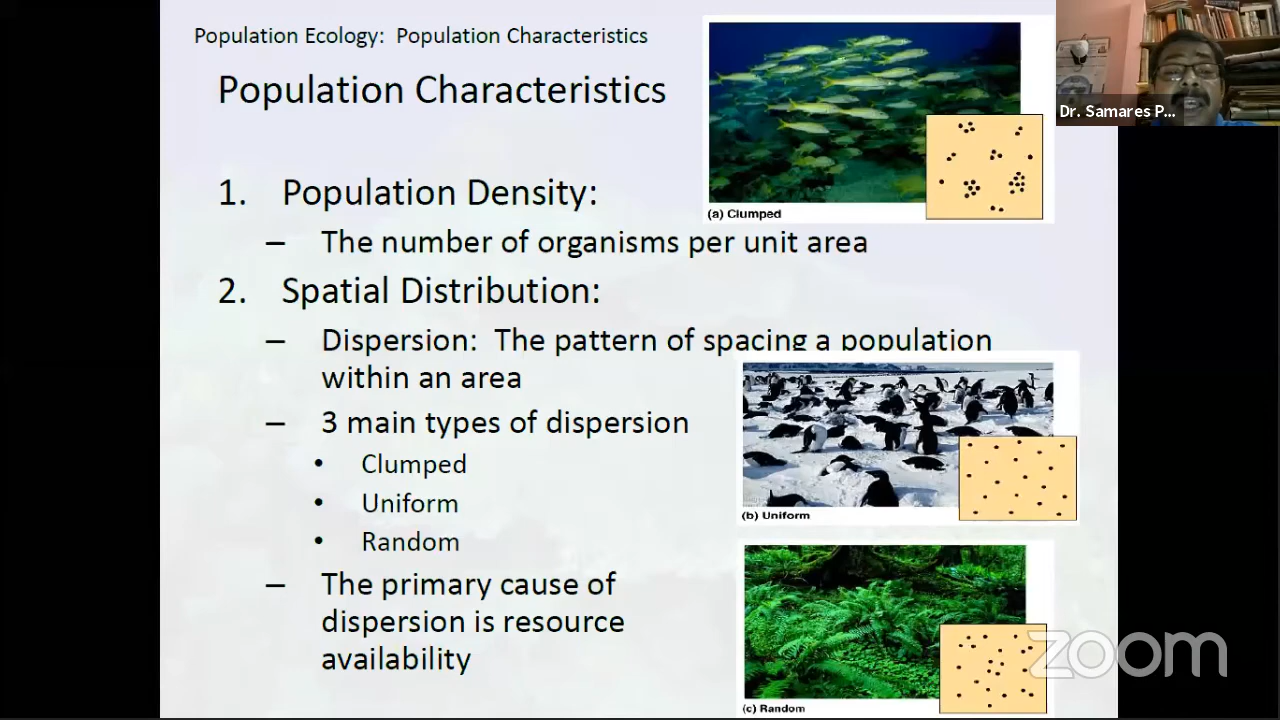 Population Ecology: Population Characteristics
Population Characteristics
Dr. Samares P...
(a) Clumped
1. Population Density:
– The number of organisms per unit area
2. Spatial Distribution:
– Dispersion: The pattern of spacing a population
within an area
– 3 main types of dispersion
• Clumped
• Uniform
• Random
(b) Uniform
– The primary cause of
dispersion is resource
availability
zoom
(c) Random